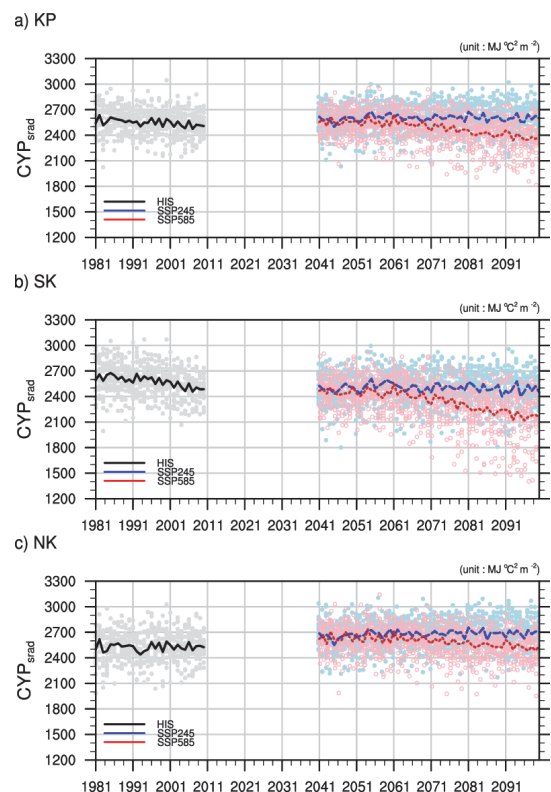 a) KP
(unit : MJ °C² m⁻²)
3300
3000
2700
2400
2100
1800
1500
1200
CYPsrad
HIS
SSP245
SSP585
1981 1991 2001 2011 2021 2031 2041 2051 2061 2071 2081 2091
b) SK
(unit : MJ °C² m⁻²)
3300
3000
2700
2400
2100
1800
1500
1200
CYPsrad
HIS
SSP245
SSP585
1981 1991 2001 2011 2021 2031 2041 2051 2061 2071 2081 2091
c) NK
(unit : MJ °C² m⁻²)
3300
3000
2700
2400
2100
1800
1500
1200
CYPsrad
HIS
SSP245
SSP585
1981 1991 2001 2011 2021 2031 2041 2051 2061 2071 2081 2091